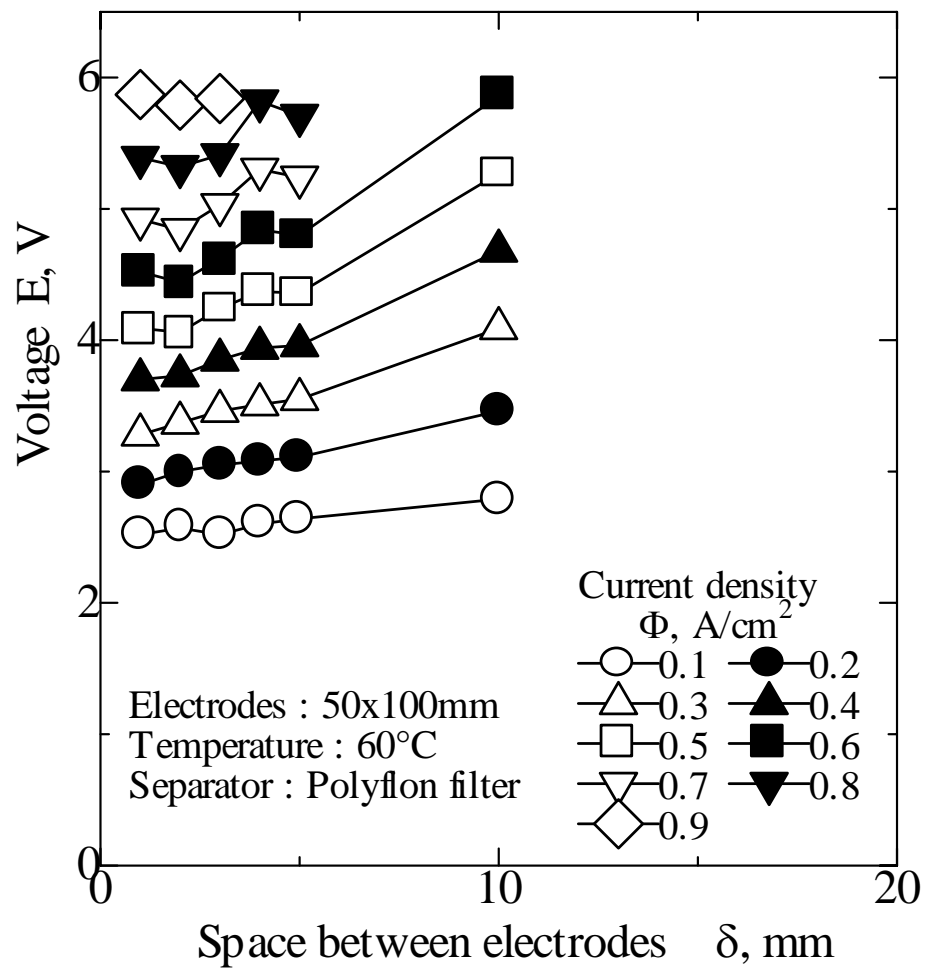 6
4
2
0
0
10
20
Voltage E, V
Space between electrodes δ, mm
Electrodes : 50x100mm
Temperature : 60°C
Separator : Polyflon filter
Current density
Φ, A/cm²
0.1 0.2
0.3 0.4
0.5 0.6
0.7 0.8
0.9